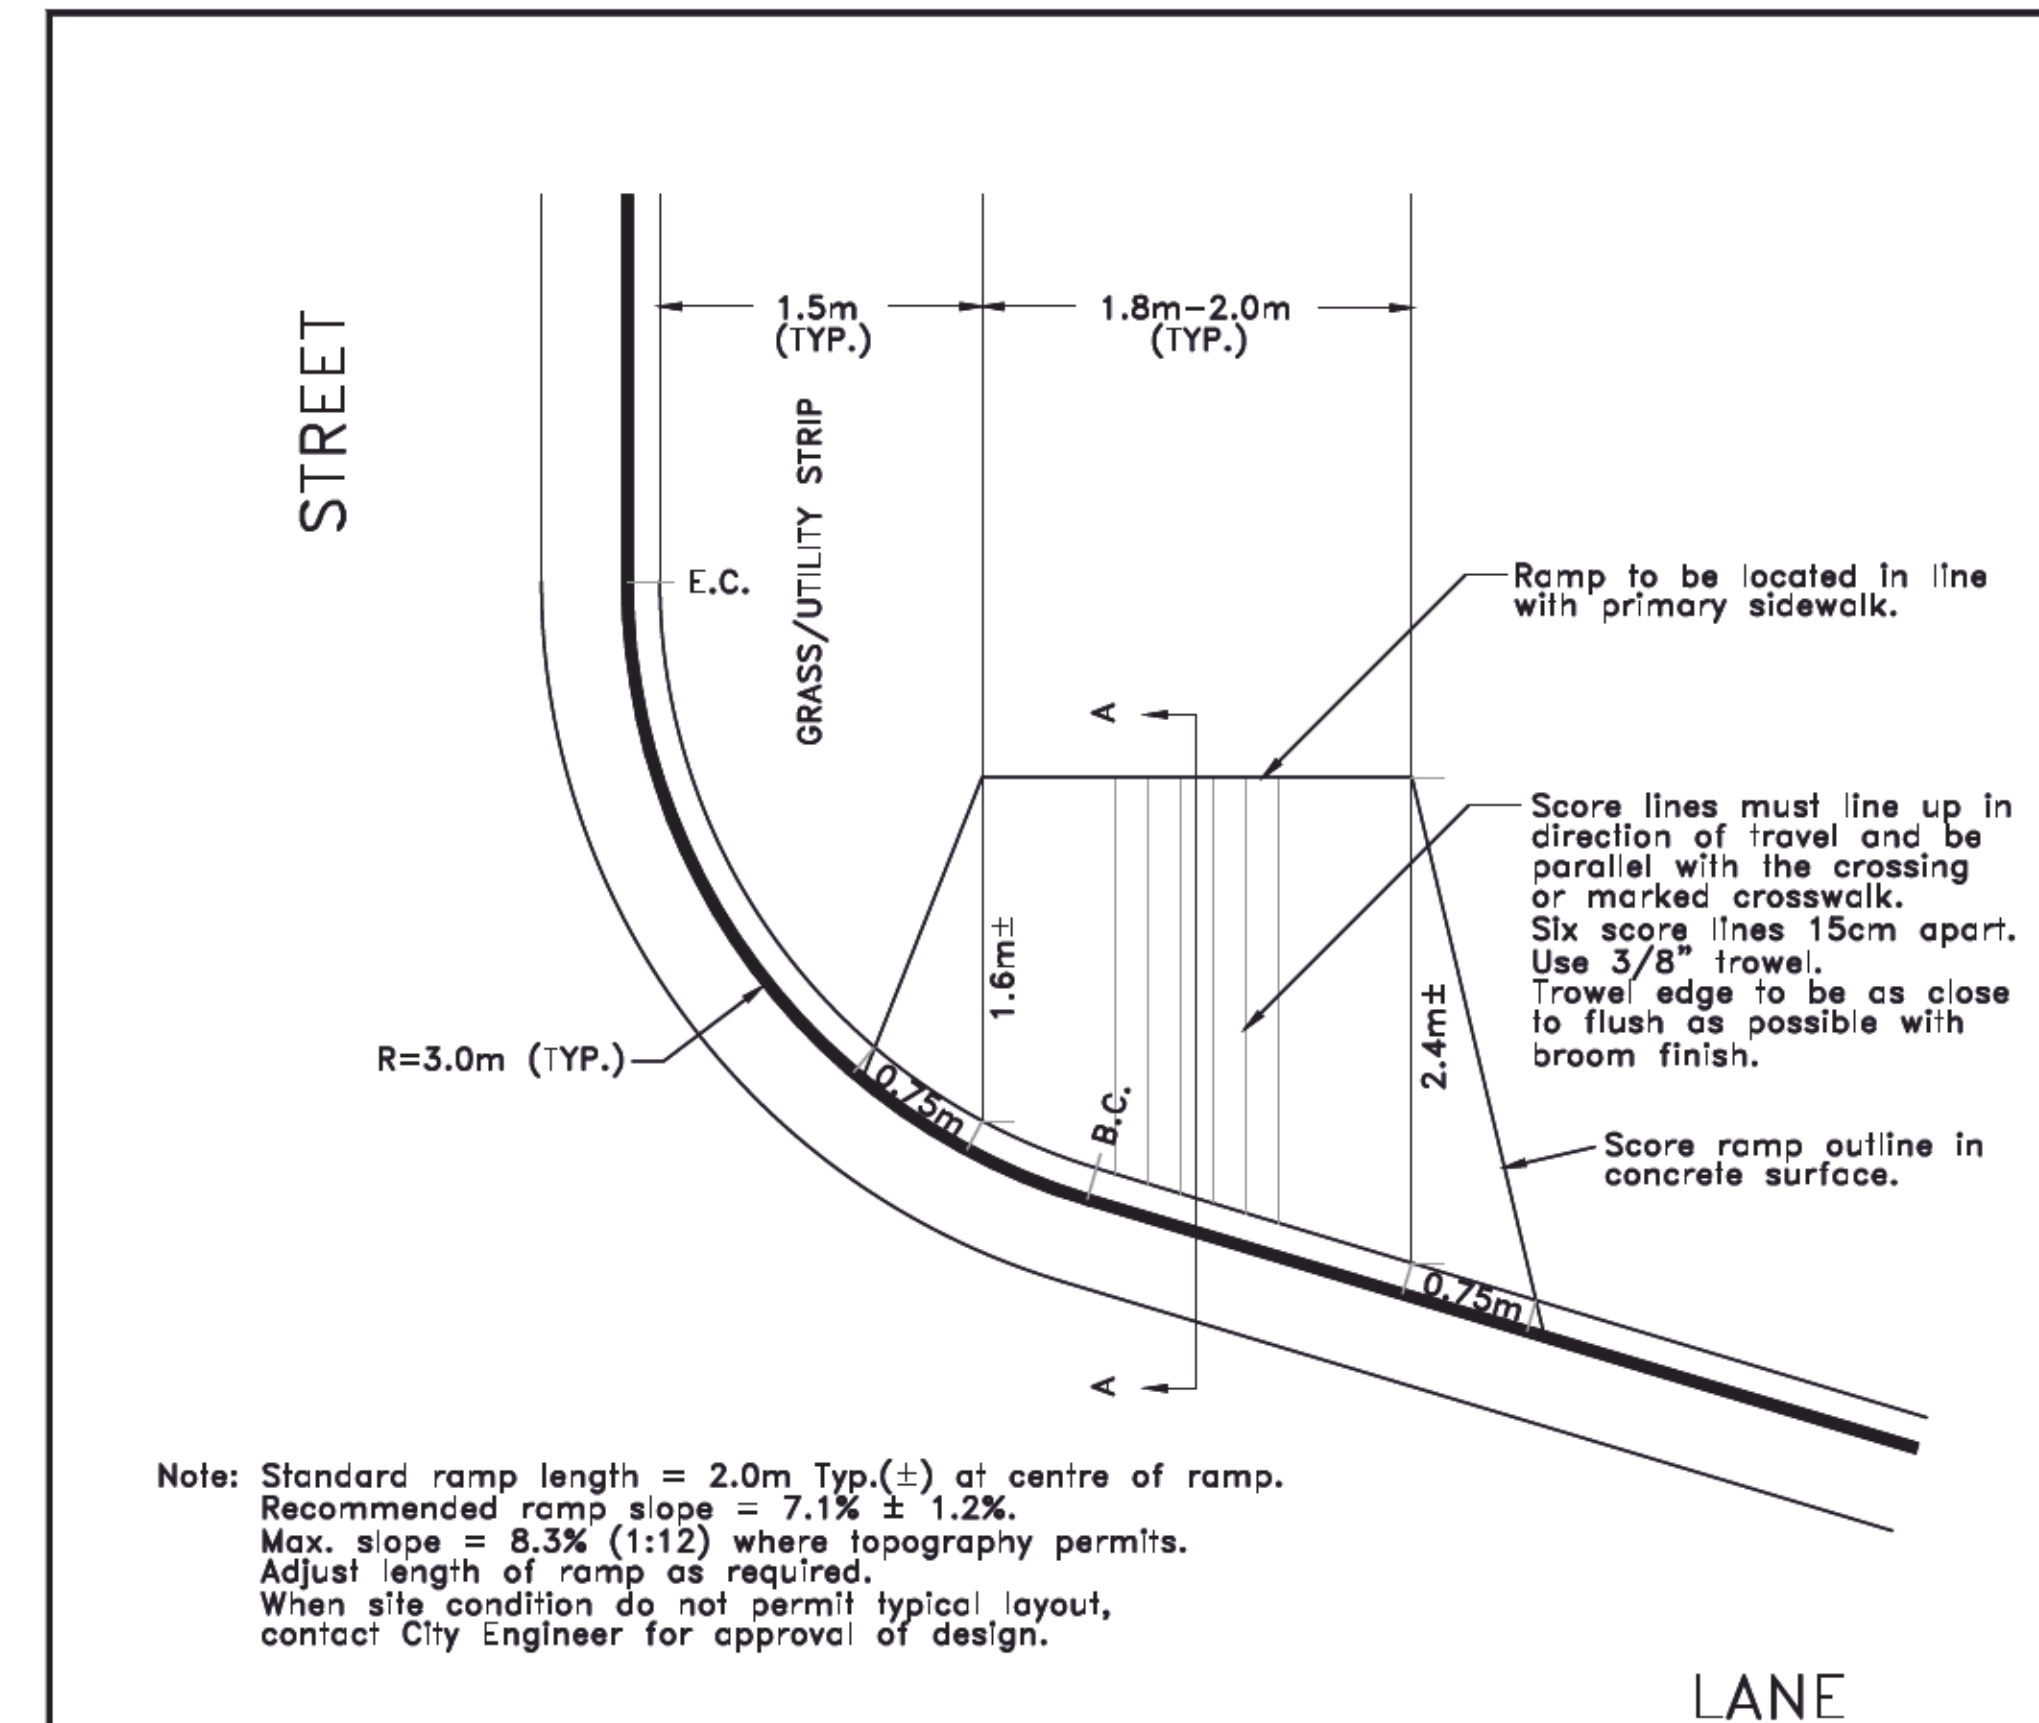 STREET
1.5m
(TYP.)
1.8m-2.0m
(TYP.)
GRASS/UTILITY STRIP
E.C.
Ramp to be located in line
with primary sidewalk.
A
Score lines must line up in
direction of travel and be
parallel with the crossing
or marked crosswalk.
Six score lines 15cm apart.
Use 3/8" trowel.
Trowel edge to be as close
to flush as possible with
broom finish.
1.6m±
2.4m±
R=3.0m (TYP.)
0.75m
B.C.
Score ramp outline in
concrete surface.
0.75m
A
Note: Standard ramp length = 2.0m Typ.(±) at centre of ramp.
Recommended ramp slope = 7.1% ± 1.2%.
Max. slope = 8.3% (1:12) where topography permits.
Adjust length of ramp as required.
When site condition do not permit typical layout,
contact City Engineer for approval of design.
LANE